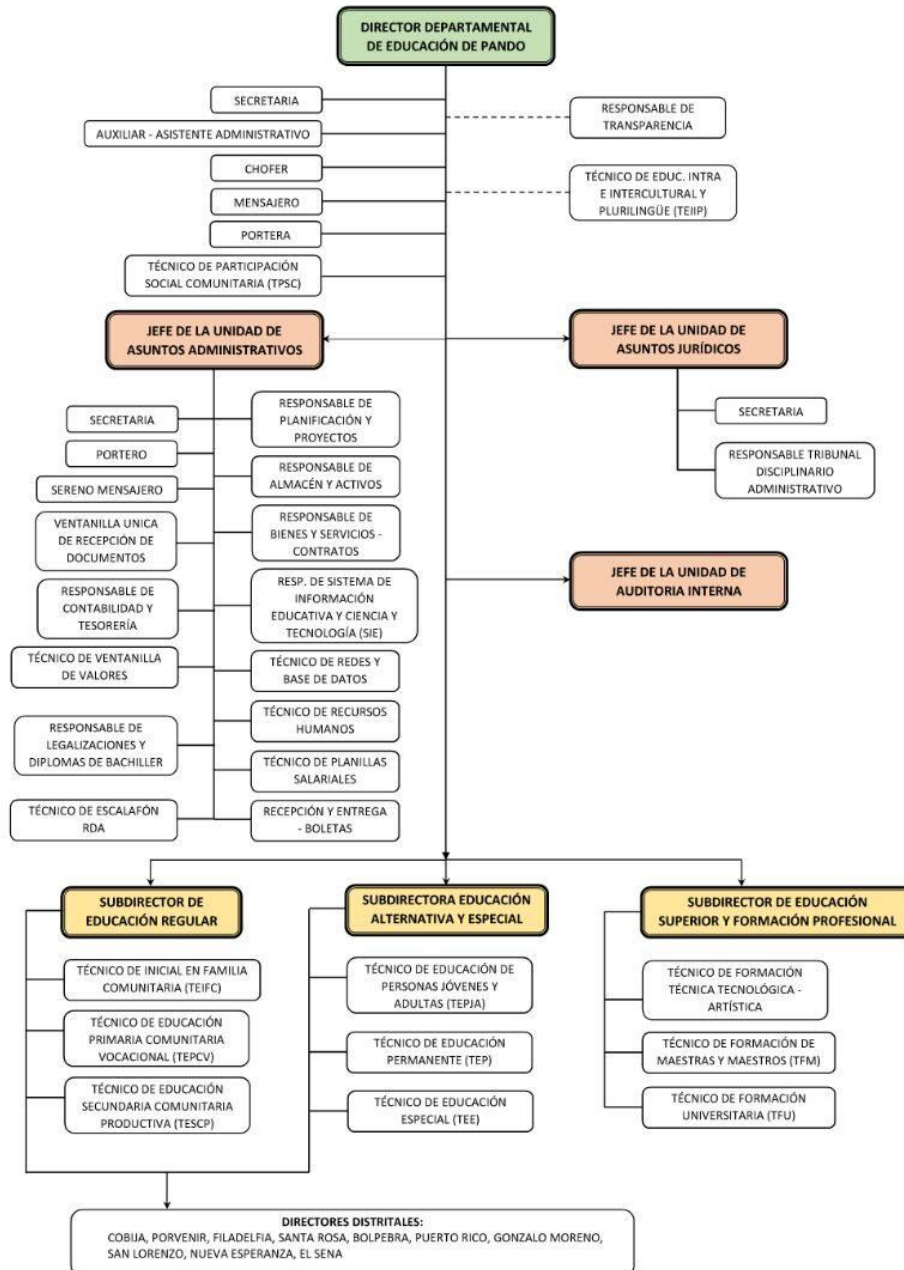 DIRECTOR DEPARTAMENTAL
DE EDUCACIÓN DE PANDO
SECRETARIA
RESPONSABLE DE
TRANSPARENCIA
AUXILIAR - ASISTENTE ADMINISTRATIVO
CHOFER
TÉCNICO DE EDUC. INTRA
E INTERCULTURAL Y
PLURILINGÜE (TEIIP)
MENSAJERO
PORTERA
TÉCNICO DE PARTICIPACIÓN
SOCIAL COMUNITARIA (TPSC)
JEFE DE LA UNIDAD DE
ASUNTOS ADMINISTRATIVOS
JEFE DE LA UNIDAD DE
ASUNTOS JURÍDICOS
SECRETARIA
RESPONSABLE DE
PLANIFICACIÓN Y
PROYECTOS
SECRETARIA
PORTERO
RESPONSABLE DE
ALMACÉN Y ACTIVOS
RESPONSABLE TRIBUNAL
DISCIPLINARIO
ADMINISTRATIVO
SERENO MENSAJERO
VENTANILLA UNICA
DE RECEPCIÓN DE
DOCUMENTOS
RESPONSABLE DE
BIENES Y SERVICIOS -
CONTRATOS
JEFE DE LA UNIDAD DE
AUDITORIA INTERNA
RESPONSABLE DE
CONTABILIDAD Y
TESORERÍA
RESP. DE SISTEMA DE
INFORMACIÓN
EDUCATIVA Y CIENCIA Y
TECNOLOGÍA (SIE)
TÉCNICO DE VENTANILLA
DE VALORES
TÉCNICO DE REDES Y
BASE DE DATOS
RESPONSABLE DE
LEGALIZACIONES Y
DIPLOMAS DE BACHILLER
TÉCNICO DE RECURSOS
HUMANOS
TÉCNICO DE PLANILLAS
SALARIALES
TÉCNICO DE ESCALAFÓN
RDA
RECEPCIÓN Y ENTREGA
- BOLETAS
SUBDIRECTOR DE
EDUCACIÓN REGULAR
SUBDIRECTORA EDUCACIÓN
ALTERNATIVA Y ESPECIAL
SUBDIRECTOR DE EDUCACIÓN
SUPERIOR Y FORMACIÓN PROFESIONAL
TÉCNICO DE INICIAL EN FAMILIA
COMUNITARIA (TEIFC)
TÉCNICO DE EDUCACIÓN DE
PERSONAS JÓVENES Y
ADULTAS (TEPJA)
TÉCNICO DE FORMACIÓN
TÉCNICA TECNOLÓGICA -
ARTÍSTICA
TÉCNICO DE EDUCACIÓN
PRIMARIA COMUNITARIA
VOCACIONAL (TEPCV)
TÉCNICO DE EDUCACIÓN
PERMANENTE (TEP)
TÉCNICO DE FORMACIÓN DE
MAESTRAS Y MAESTROS (TFM)
TÉCNICO DE EDUCACIÓN
SECUNDARIA COMUNITARIA
PRODUCTIVA (TESCP)
TÉCNICO DE EDUCACIÓN
ESPECIAL (TEE)
TÉCNICO DE FORMACIÓN
UNIVERSITARIA (TFU)
DIRECTORES DISTRITALES:
COBIJA, PORVENIR, FILADELFIA, SANTA ROSA, BOLPEBRA, PUERTO RICO, GONZALO MORENO,
SAN LORENZO, NUEVA ESPERANZA, EL SENA